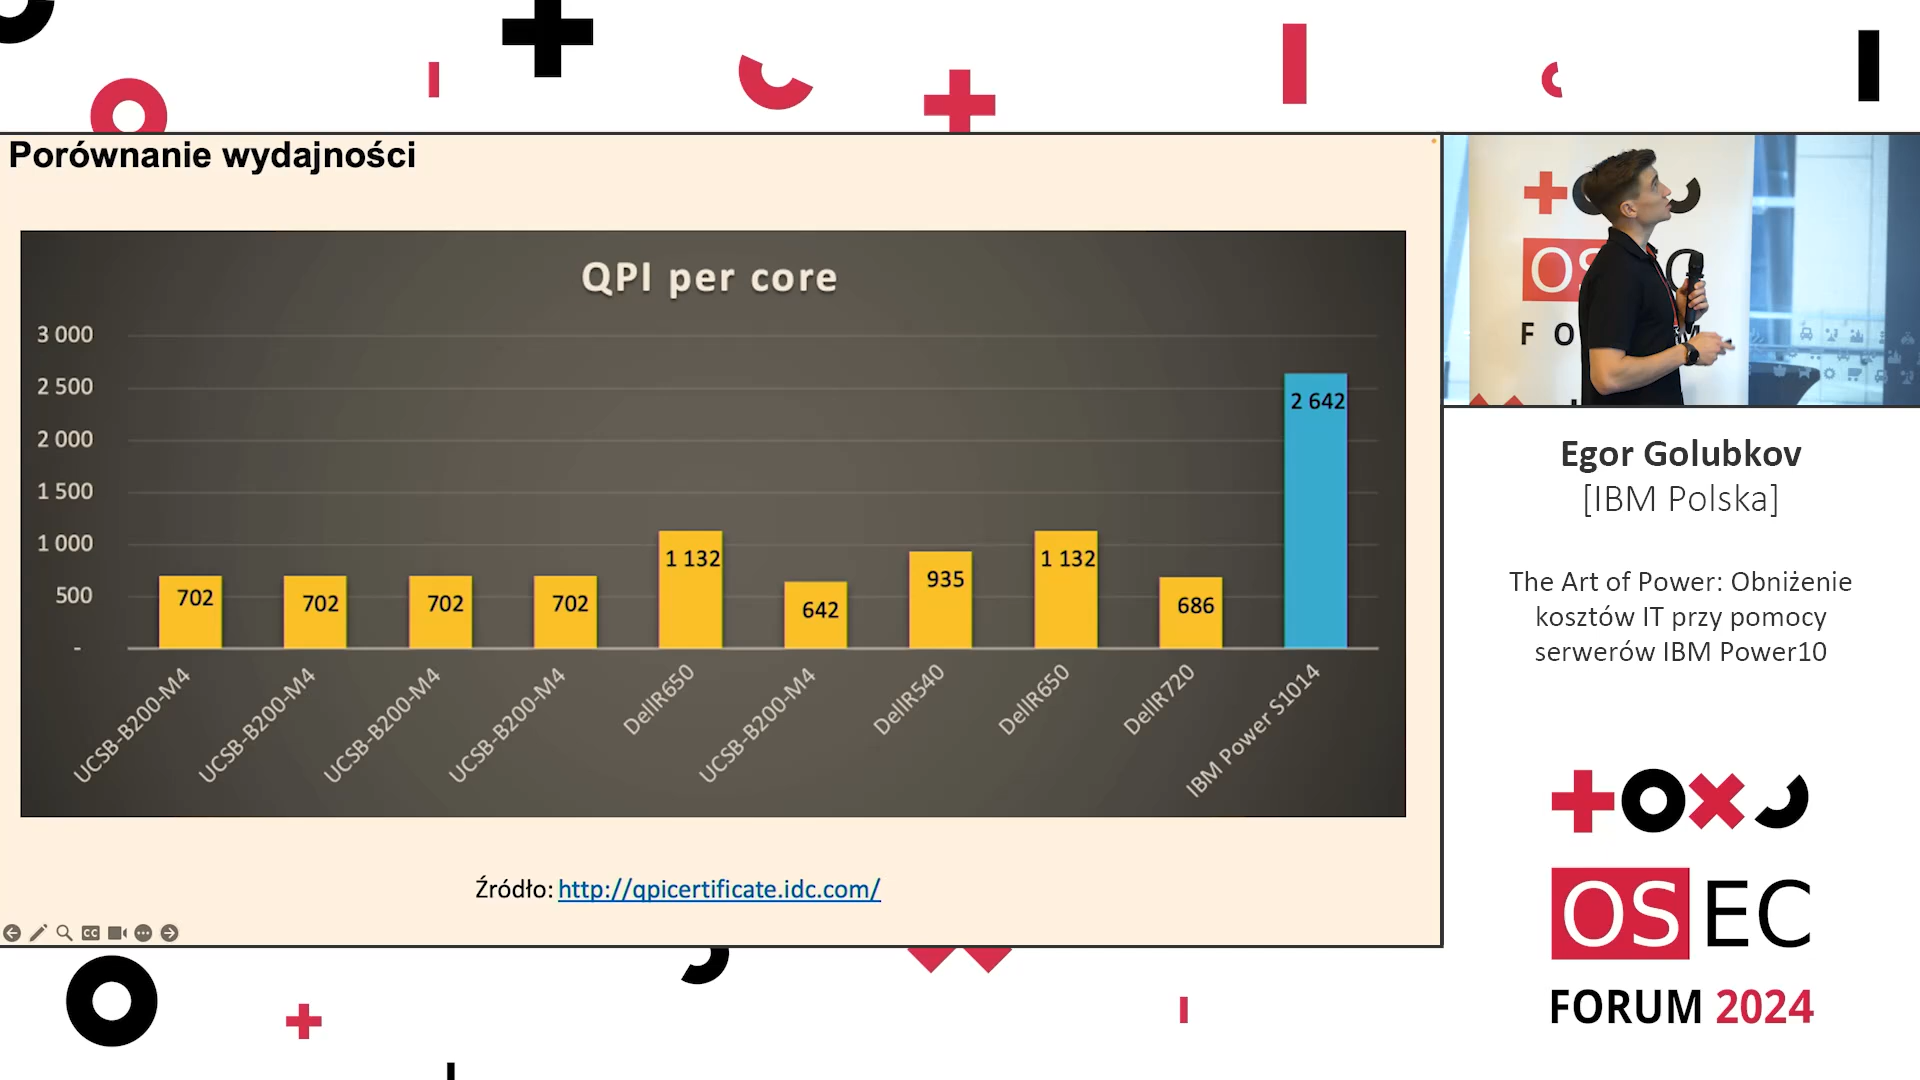 Porównanie wydajności
QPI per core
3 000
2 500
2 000
1 500
1 000
500
-
702
702
702
702
1 132
642
935
1 132
686
2 642
UCSB-B200-M4
UCSB-B200-M4
UCSB-B200-M4
UCSB-B200-M4
DellR650
UCSB-B200-M4
DellR540
DellR650
DellR720
IBM Power S1014
Źródło: http://qpicertificate.idc.com/
CC
Egor Golubkov
[IBM Polska]
The Art of Power: Obniżenie
kosztów IT przy pomocy
serwerów IBM Power10
OSEC
FORUM 2024